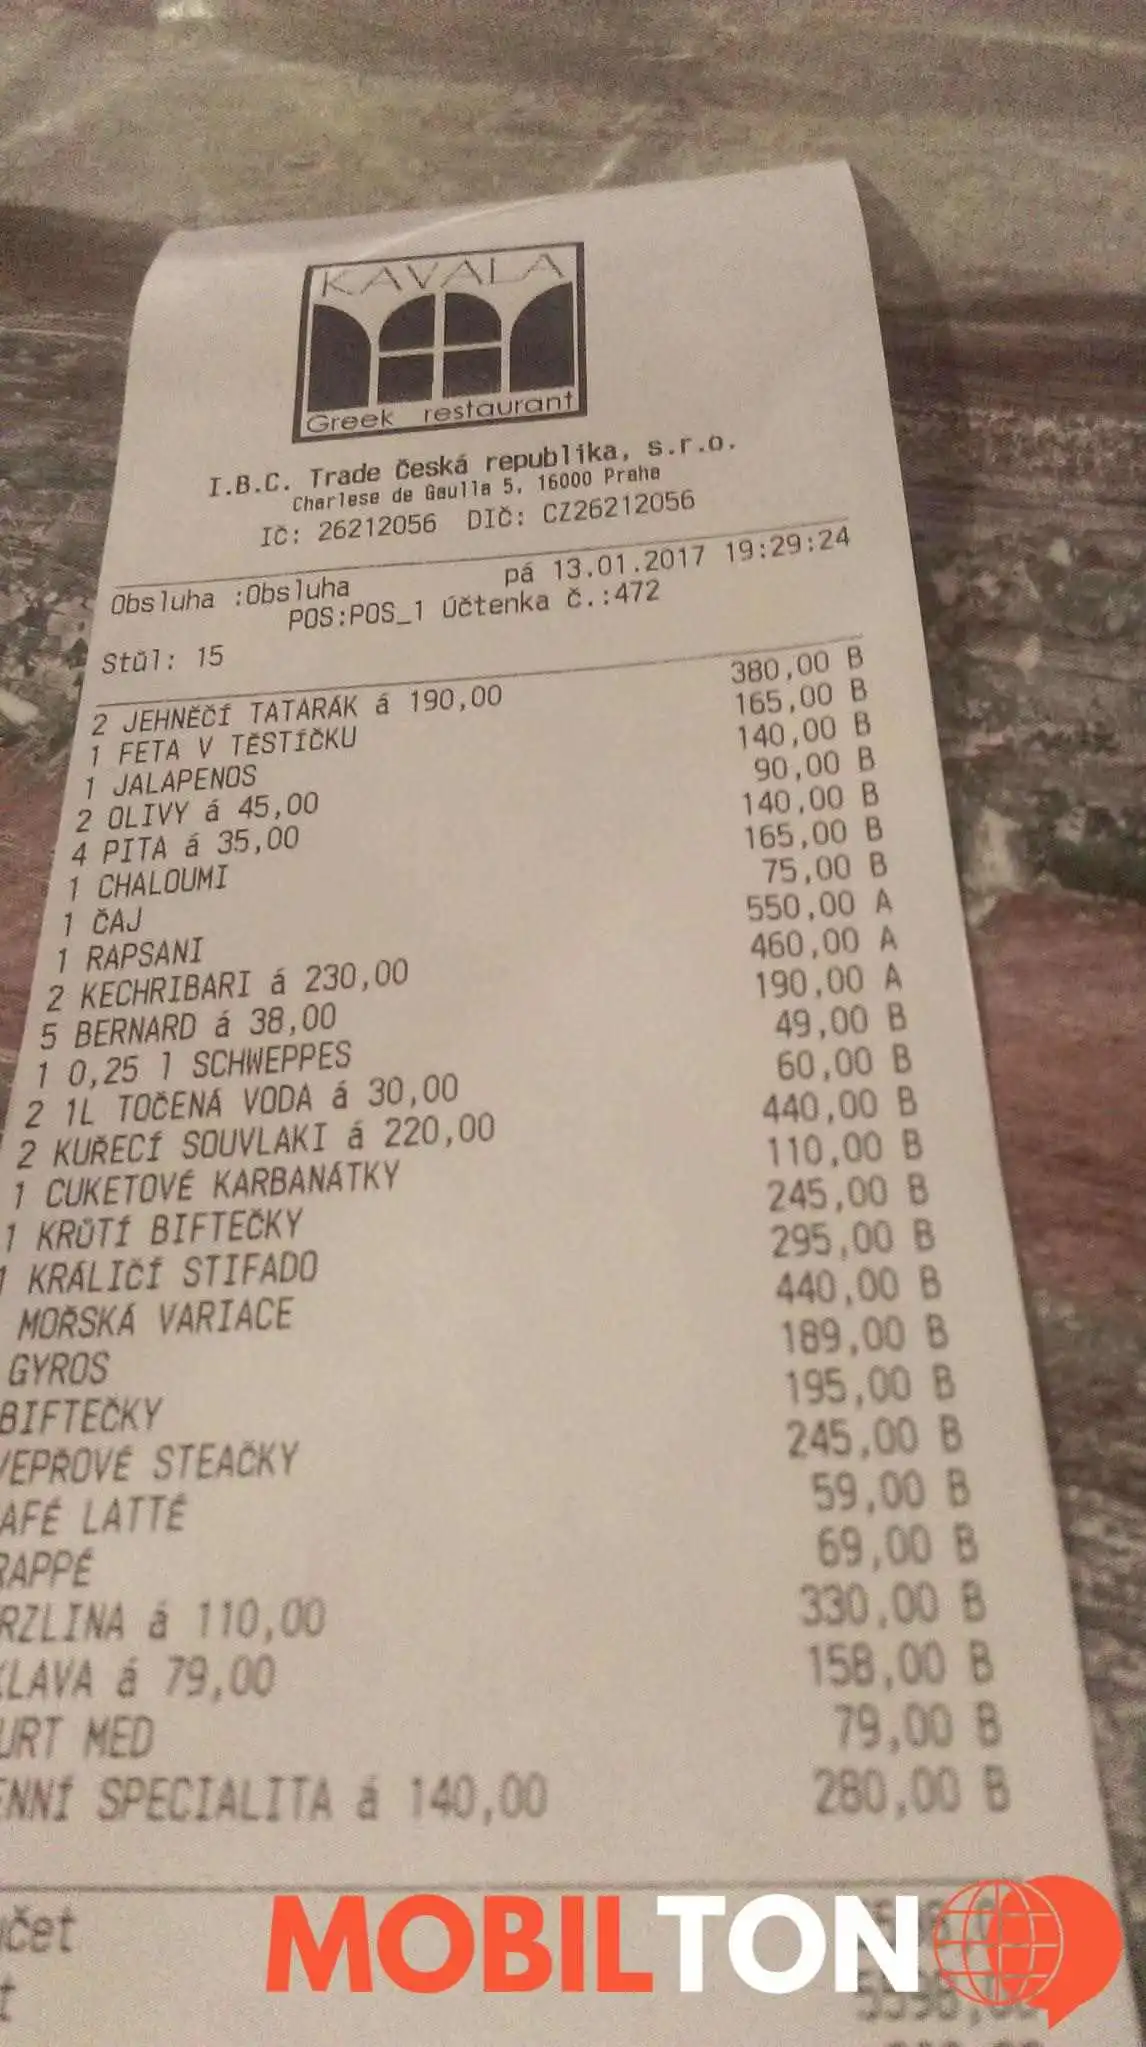 KAVALA
Greek restaurant
I.B.C. Trade Česká republika, s.r.o.
Charlese de Gaulla 5, 16000 Praha
IČ: 26212056 DIČ: CZ26212056
pá 13.01.2017 19:29:24
Obsluha :Obsluha
POS:POS_1 Účtenka č.:472
Stůl: 15
2 JEHNĚČÍ TATARÁK á 190,00 380,00 B
1 FETA V TĚSTÍČKU 165,00 B
1 JALAPENOS 140,00 B
2 OLIVY á 45,00 90,00 B
4 PITA á 35,00 140,00 B
1 CHALOUMI 165,00 B
1 ČAJ 75,00 B
1 RAPSANI 550,00 A
2 KECHRIBARI á 230,00 460,00 A
5 BERNARD á 38,00 190,00 A
1 0,25 l SCHWEPPES 49,00 B
2 1L TOČENÁ VODA á 30,00 60,00 B
2 KUŘECÍ SOUVLAKI á 220,00 440,00 B
1 CUKETOVÉ KARBANÁTKY 110,00 B
1 KRŮTÍ BIFTEČKY 245,00 B
1 KRÁLIČÍ STIFADO 295,00 B
MOŘSKÁ VARIACE 440,00 B
GYROS 189,00 B
BIFTEČKY 195,00 B
VEPŘOVÉ STEAČKY 245,00 B
AFÉ LATTÉ 59,00 B
RAPPÉ 69,00 B
RZLINA á 110,00 330,00 B
KLAVA á 79,00 158,00 B
URT MED 79,00 B
ENNÍ SPECIALITA á 140,00 280,00 B
účet
t 5598,00
MOBILTON